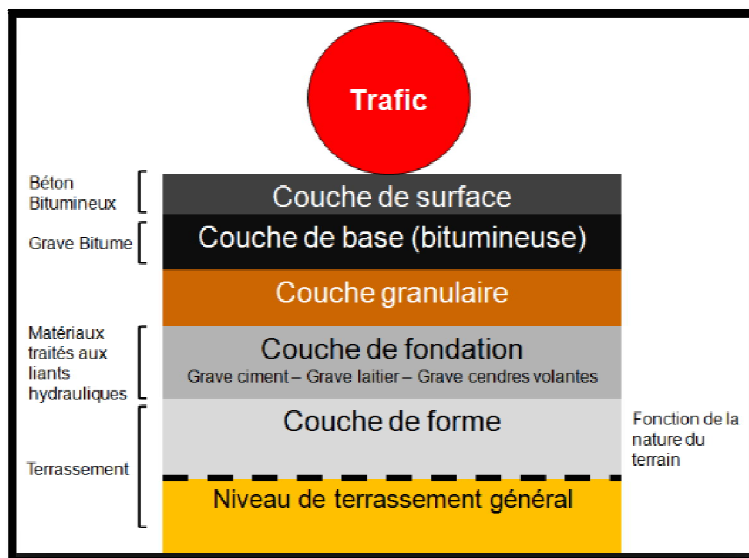 Trafic
Béton
Bitumineux
Couche de surface
Grave Bitume
Couche de base (bitumineuse)
Couche granulaire
Matériaux
traités aux
liants
hydrauliques
Couche de fondation
Grave ciment – Grave laitier – Grave cendres volantes
Couche de forme
Fonction de la
nature du
terrain
Terrassement
Niveau de terrassement général